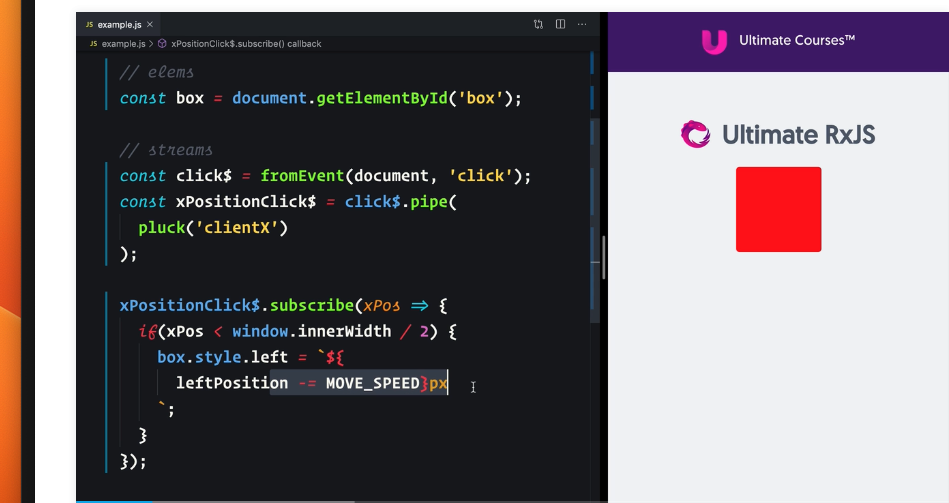 JS example.js ×
JS example.js > xPositionClick$.subscribe() callback
// elems
const box = document.getElementById('box');
// streams
const click$ = fromEvent(document, 'click');
const xPositionClick$ = click$.pipe(
pluck('clientX')
);
xPositionClick$.subscribe(xPos => {
if(xPos < window.innerWidth / 2) {
box.style.left = `${
leftPosition -= MOVE_SPEED}px
`;
}
});
Ultimate Courses™
Ultimate RxJS